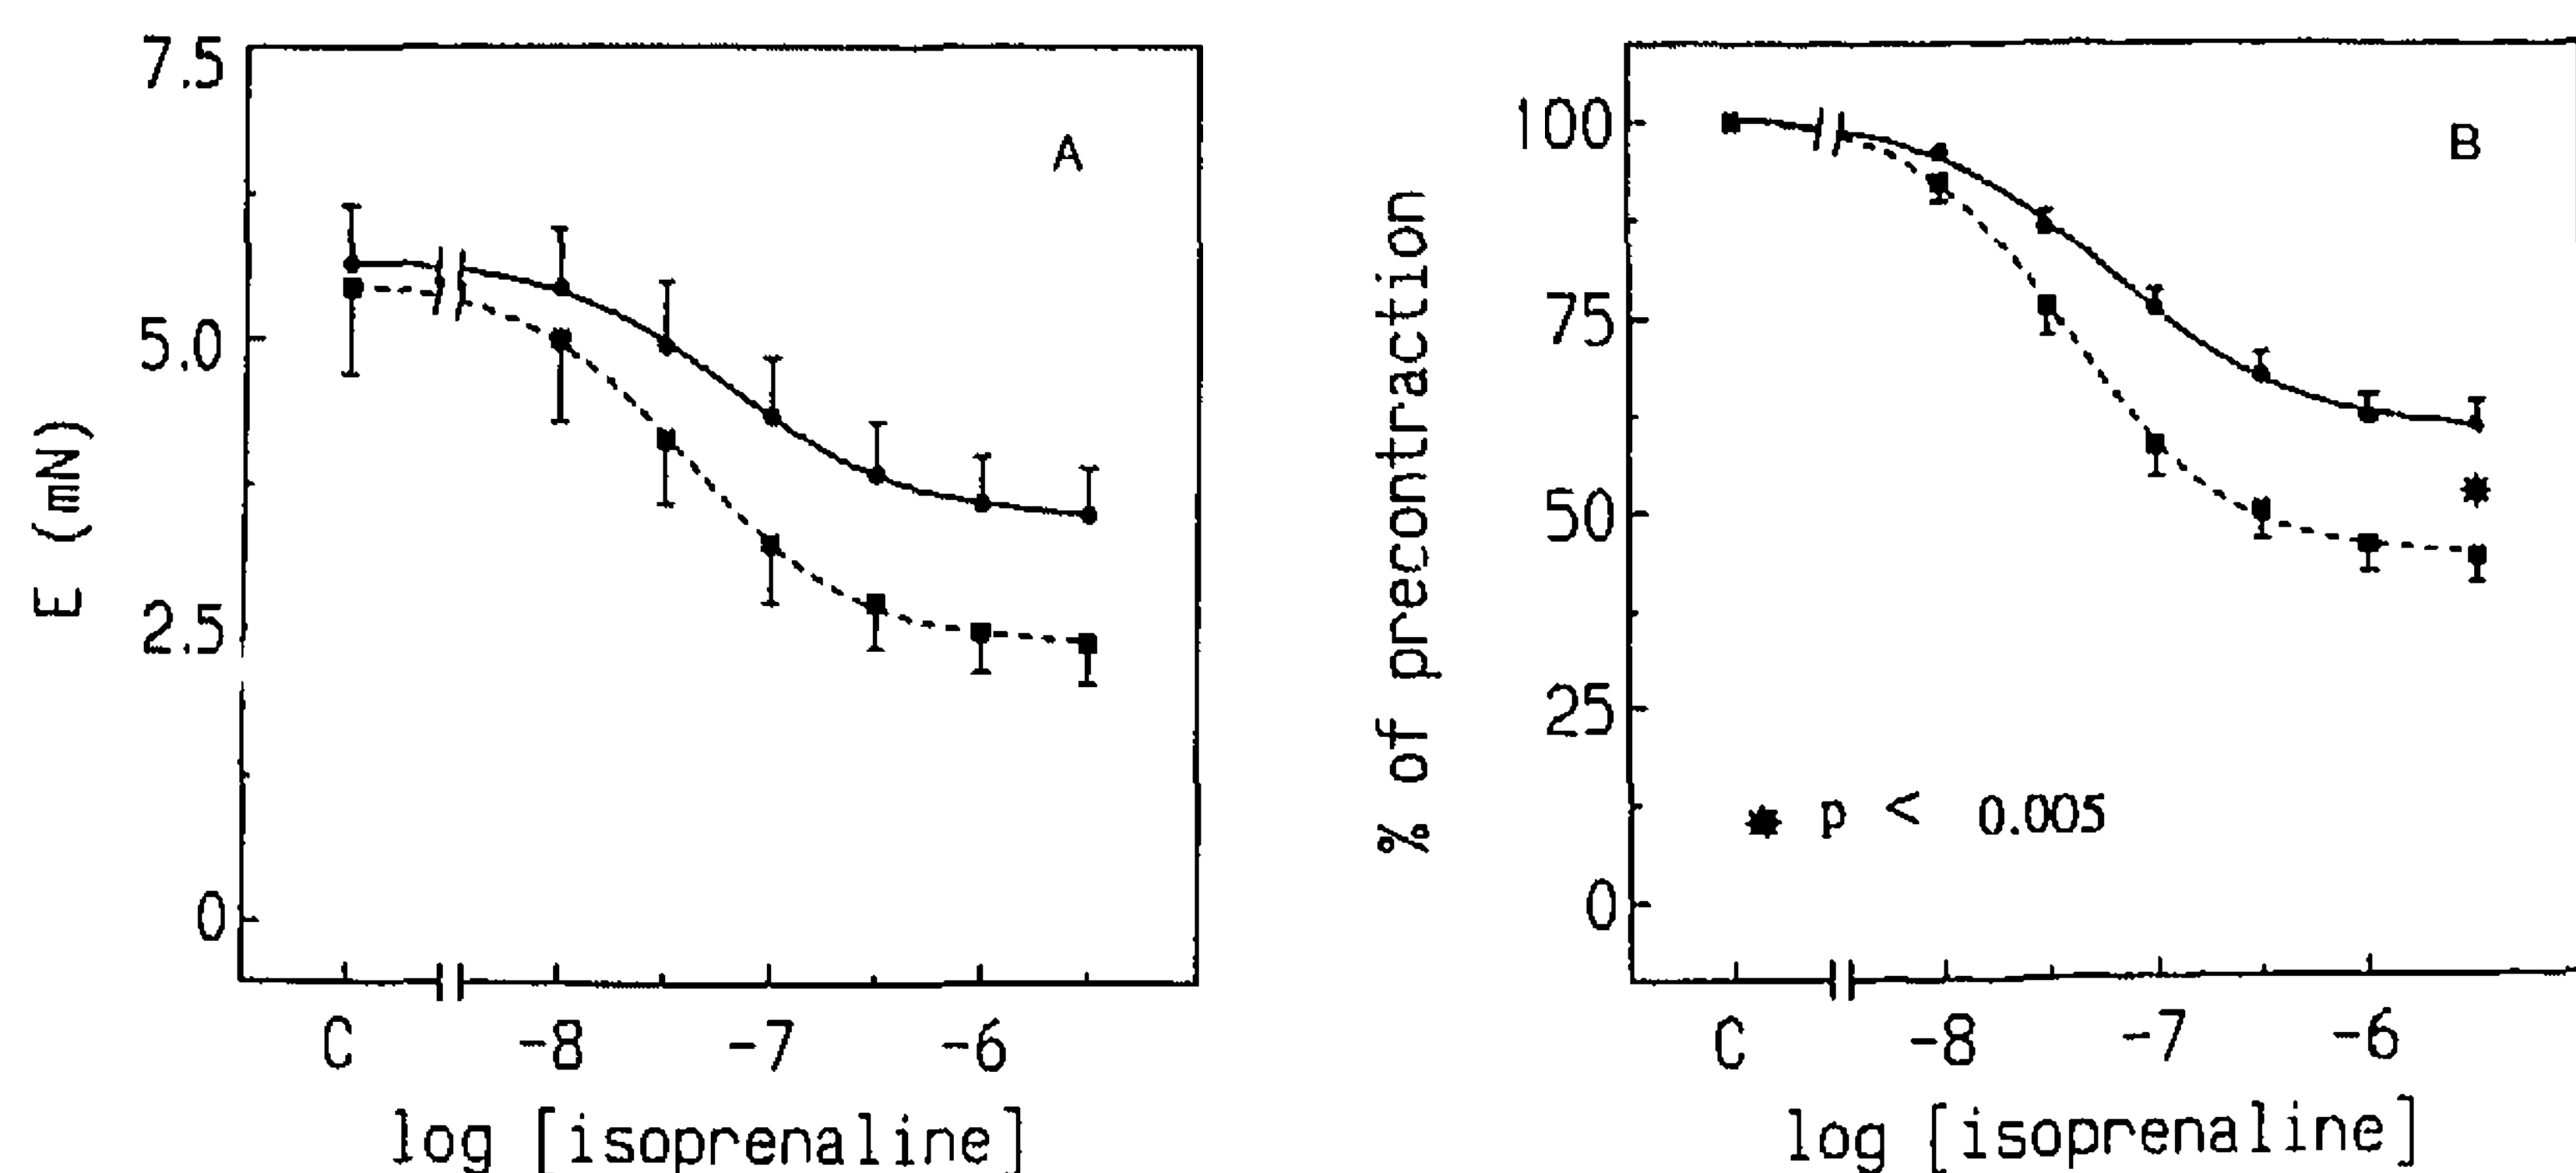 A
E (mN)
7.5
5.0
2.5
0
C -8 -7 -6
log [isoprenaline]
B
% of precontraction
100
75
50
25
0
✷ p < 0.005
C -8 -7 -6
log [isoprenaline]